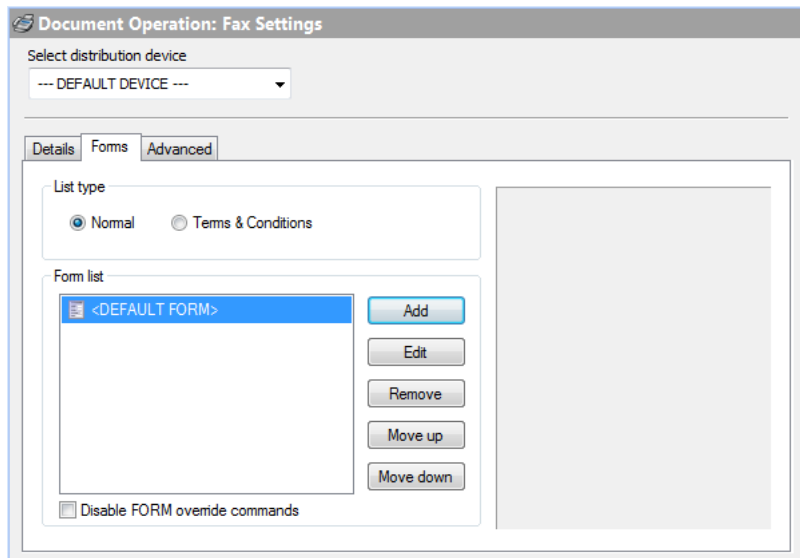 Document Operation: Fax Settings
Select distribution device
--- DEFAULT DEVICE ---
Details Forms Advanced
List type
Normal Terms & Conditions
Form list
<DEFAULT FORM> Add
Edit
Remove
Move up
Move down
Disable FORM override commands